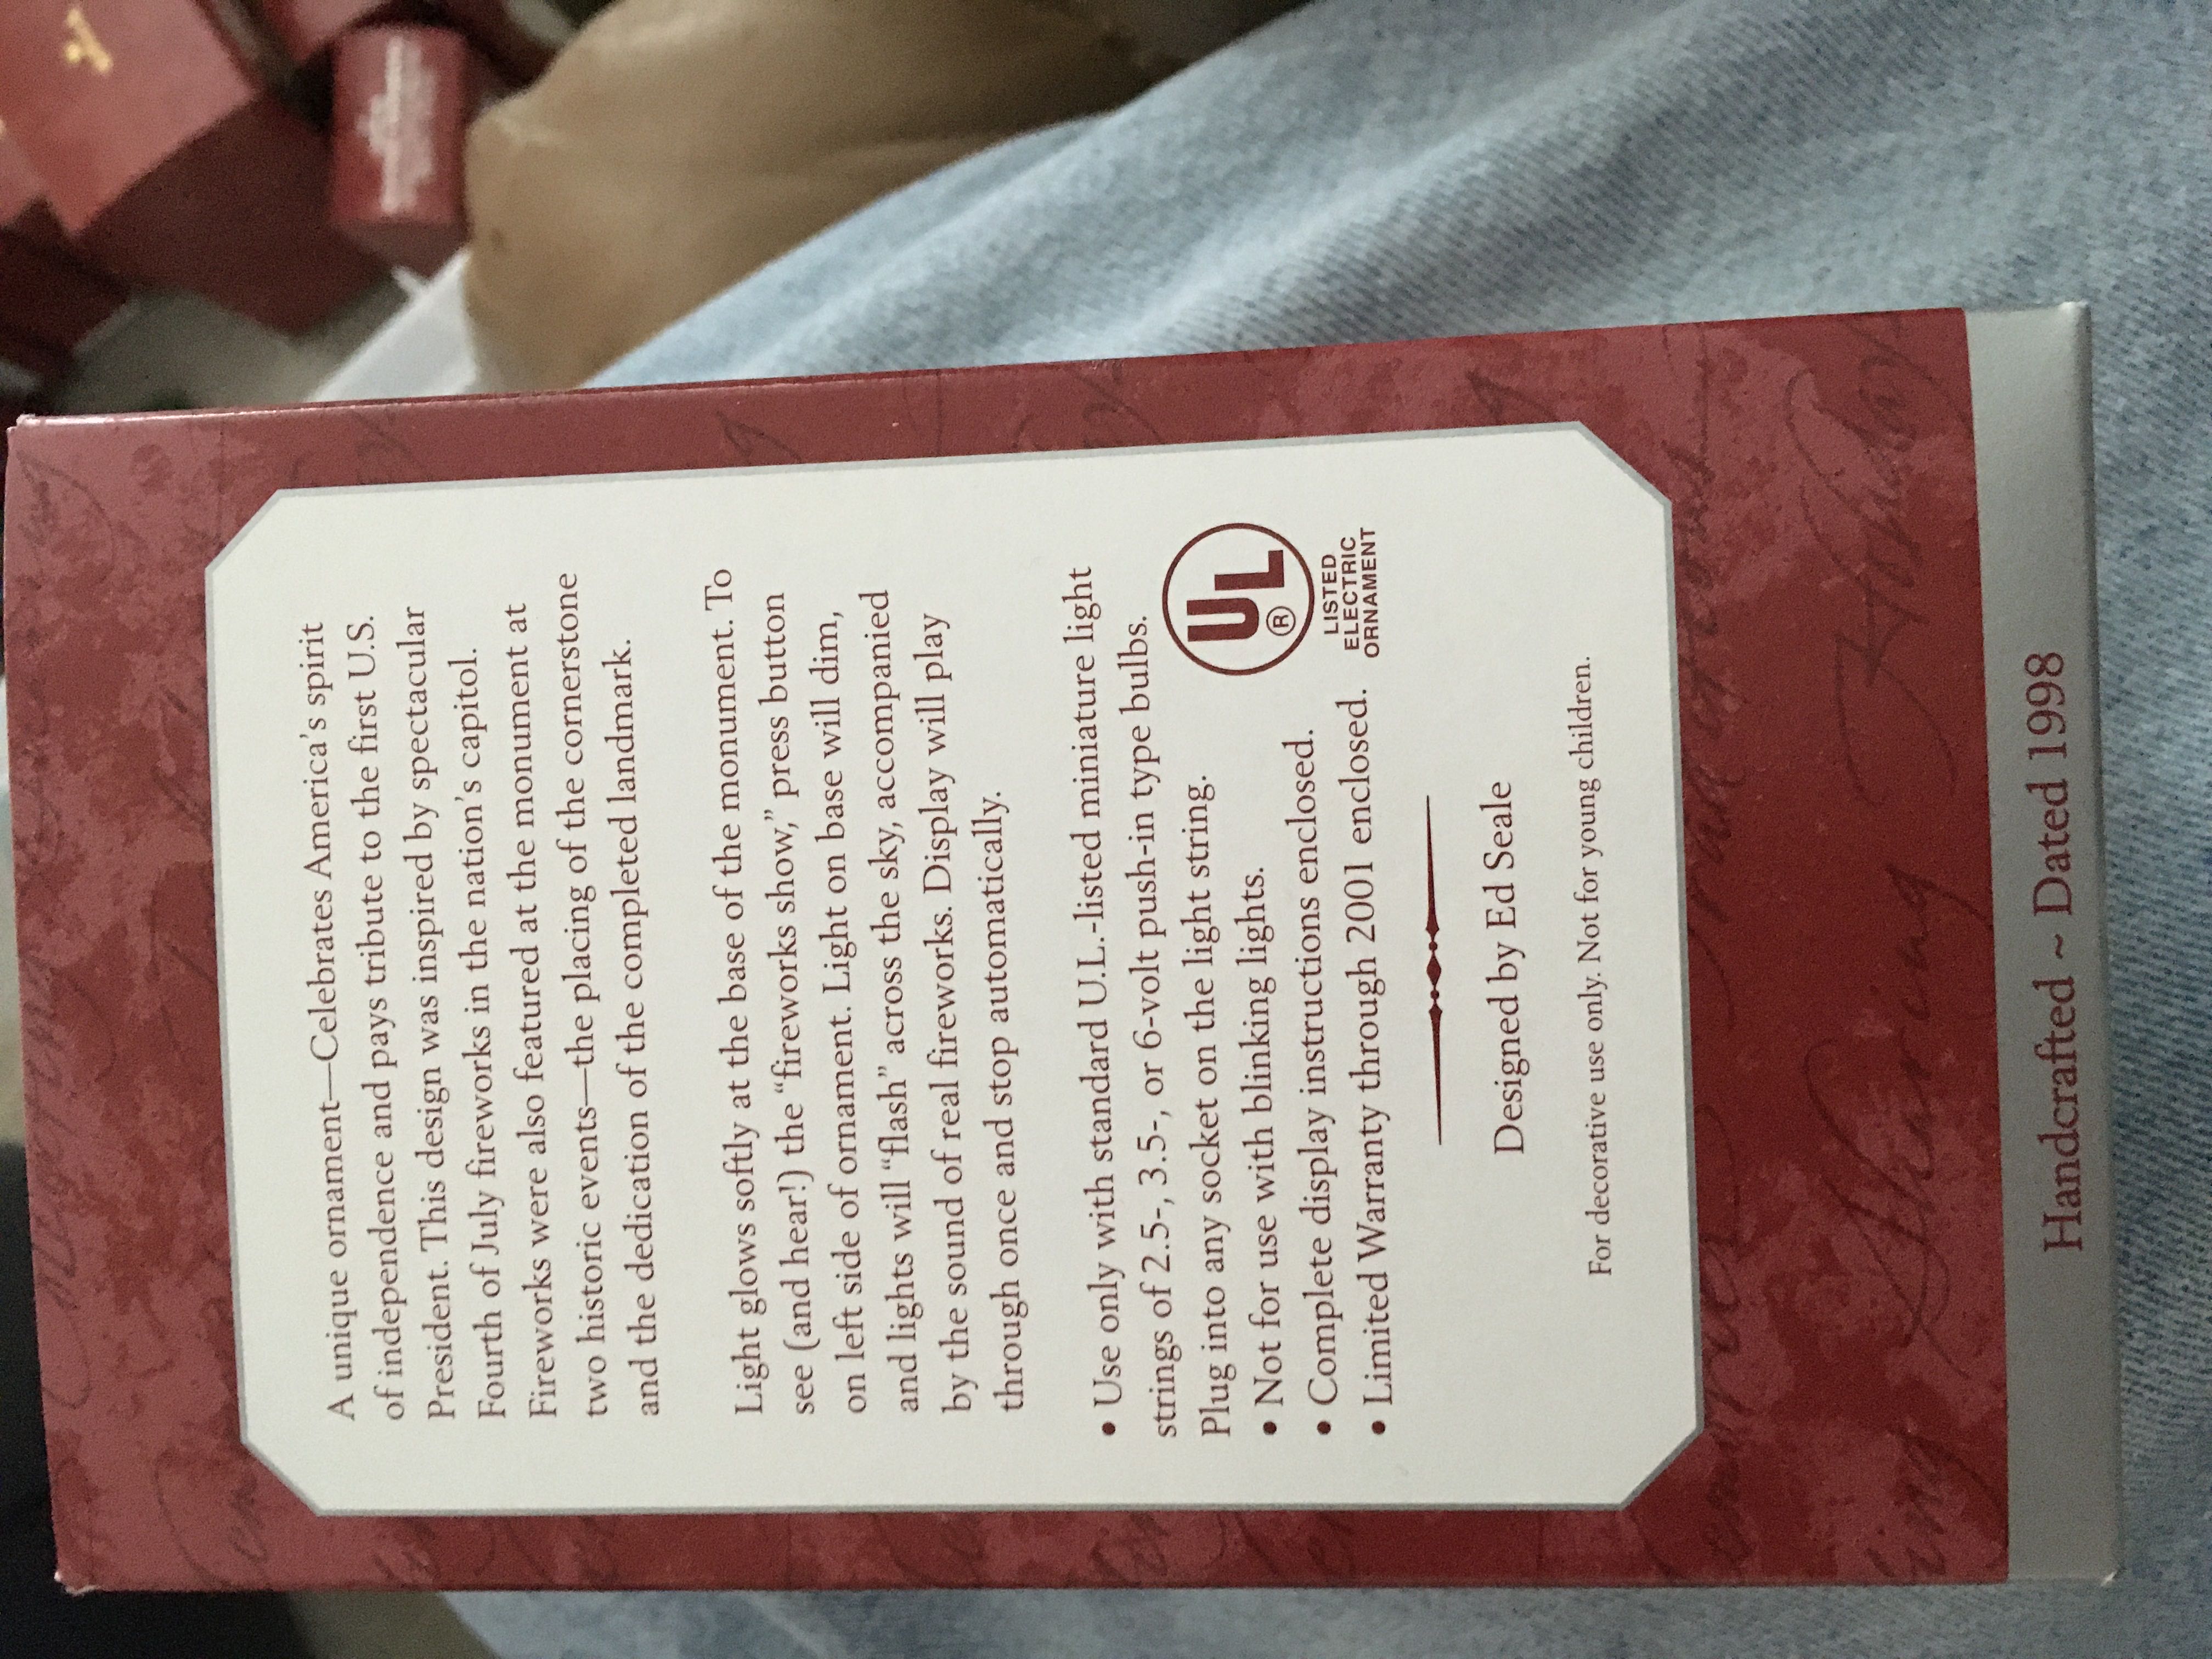 A unique ornament—Celebrates America's spirit
of independence and pays tribute to the first U.S.
President. This design was inspired by spectacular
Fourth of July fireworks in the nation's capitol.
Fireworks were also featured at the monument at
two historic events—the placing of the cornerstone
and the dedication of the completed landmark.
Light glows softly at the base of the monument. To
see (and hear!) the "fireworks show," press button
on left side of ornament. Light on base will dim,
and lights will "flash" across the sky, accompanied
by the sound of real fireworks. Display will play
through once and stop automatically.
• Use only with standard U.L.-listed miniature light
strings of 2.5-, 3.5-, or 6-volt push-in type bulbs.
Plug into any socket on the light string.
• Not for use with blinking lights.
• Complete display instructions enclosed.
• Limited Warranty through 2001 enclosed.
UL ®
LISTED
ELECTRIC
ORNAMENT
Designed by Ed Seale
For decorative use only. Not for young children.
Sharing
Holiday
Handcrafted ~ Dated 1998